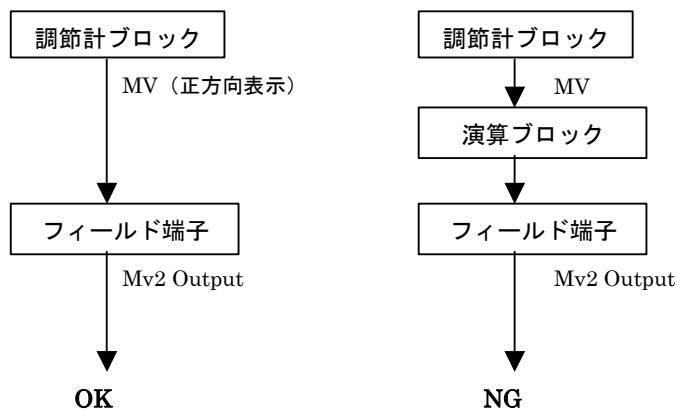 調節計ブロック
MV（正方向表示）
フィールド端子
Mv2 Output
OK
調節計ブロック
MV
演算ブロック
フィールド端子
Mv2 Output
NG